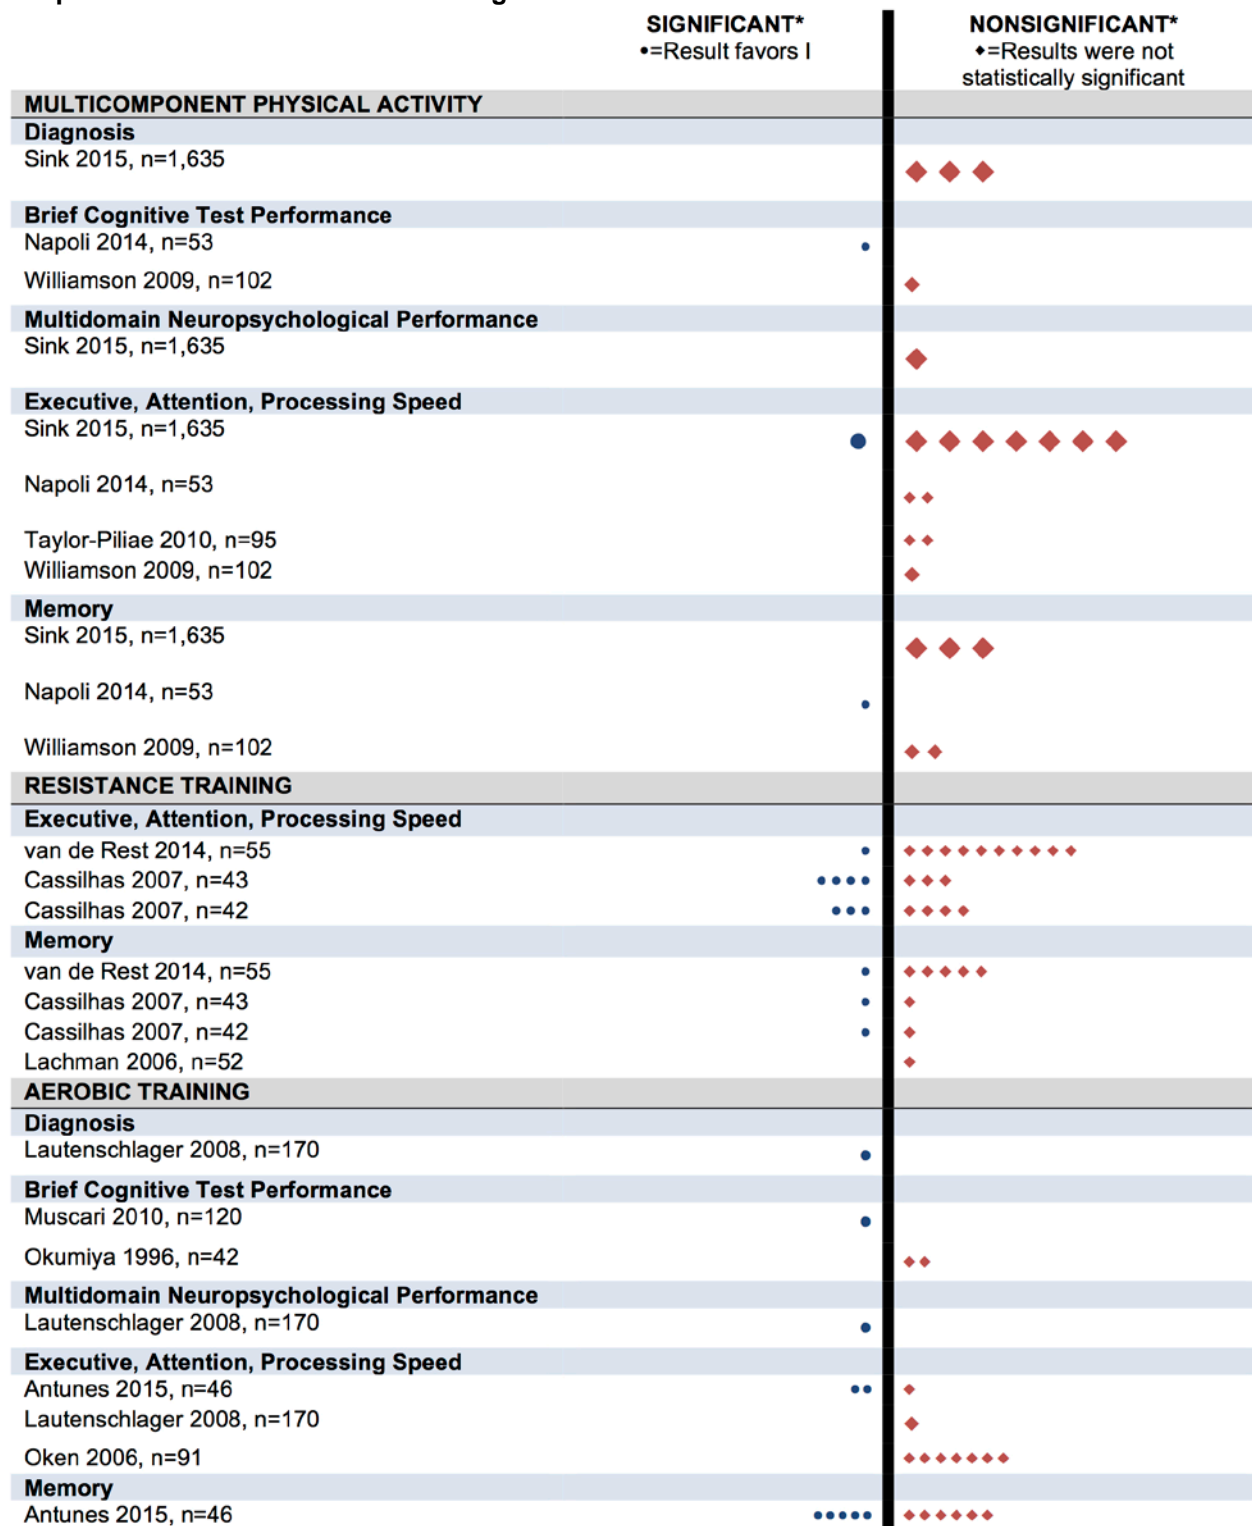 SIGNIFICANT*
•=Result favors I
NONSIGNIFICANT*
◆=Results were not
statistically significant
MULTICOMPONENT PHYSICAL ACTIVITY
Diagnosis
Sink 2015, n=1,635
Brief Cognitive Test Performance
Napoli 2014, n=53
Williamson 2009, n=102
Multidomain Neuropsychological Performance
Sink 2015, n=1,635
Executive, Attention, Processing Speed
Sink 2015, n=1,635
Napoli 2014, n=53
Taylor-Piliae 2010, n=95
Williamson 2009, n=102
Memory
Sink 2015, n=1,635
Napoli 2014, n=53
Williamson 2009, n=102
RESISTANCE TRAINING
Executive, Attention, Processing Speed
van de Rest 2014, n=55
Cassilhas 2007, n=43
Cassilhas 2007, n=42
Memory
van de Rest 2014, n=55
Cassilhas 2007, n=43
Cassilhas 2007, n=42
Lachman 2006, n=52
AEROBIC TRAINING
Diagnosis
Lautenschlager 2008, n=170
Brief Cognitive Test Performance
Muscari 2010, n=120
Okumiya 1996, n=42
Multidomain Neuropsychological Performance
Lautenschlager 2008, n=170
Executive, Attention, Processing Speed
Antunes 2015, n=46
Lautenschlager 2008, n=170
Oken 2006, n=91
Memory
Antunes 2015, n=46